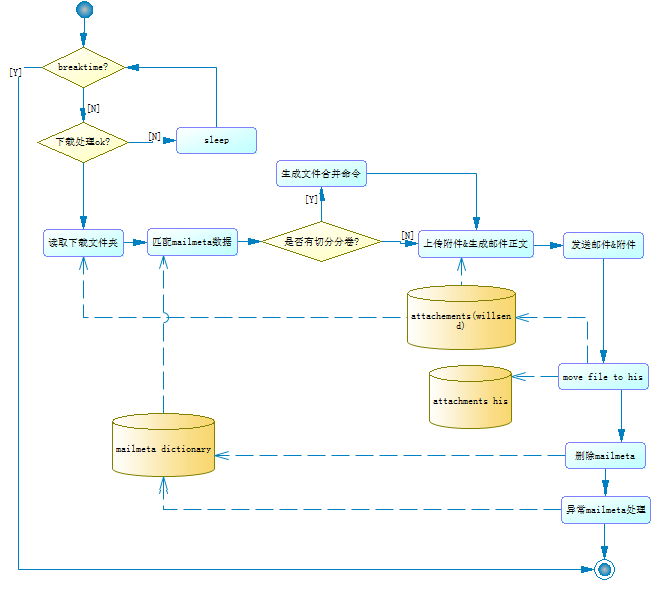 breaktime?
[Y]
[N]
下载处理ok?
[N]
sleep
生成文件合并命令
[Y]
读取下载文件夹
匹配mailmeta数据
是否有切分分卷?
[N]
上传附件&生成邮件正文
发送邮件&附件
attachements(willsen
d)
move file to his
attachments his
mailmeta dictionary
删除mailmeta
异常mailmeta处理